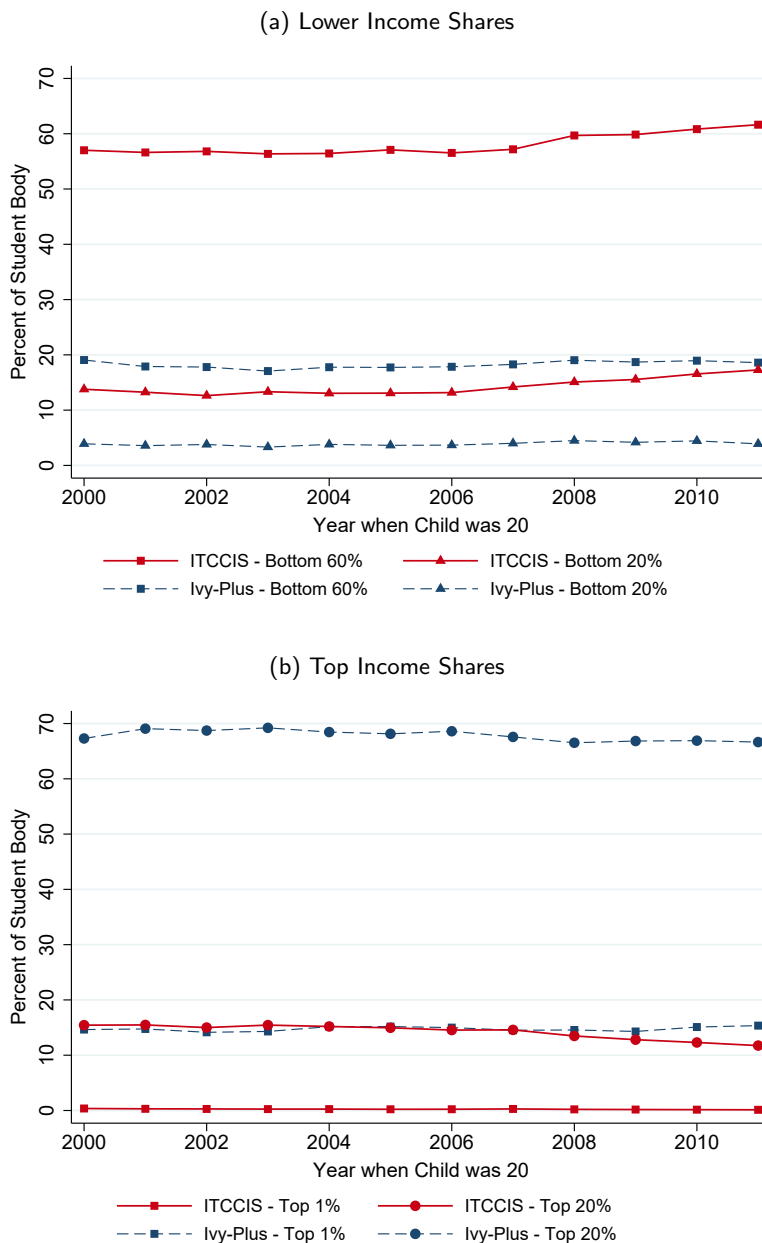 (a) Lower Income Shares
70
60
50
40
30
20
10
0
Percent of Student Body
2000 2002 2004 2006 2008 2010
Year when Child was 20
ITCCIS - Bottom 60% ITCCIS - Bottom 20%
Ivy-Plus - Bottom 60% Ivy-Plus - Bottom 20%
(b) Top Income Shares
70
60
50
40
30
20
10
0
Percent of Student Body
2000 2002 2004 2006 2008 2010
Year when Child was 20
ITCCIS - Top 1% ITCCIS - Top 20%
Ivy-Plus - Top 1% Ivy-Plus - Top 20%